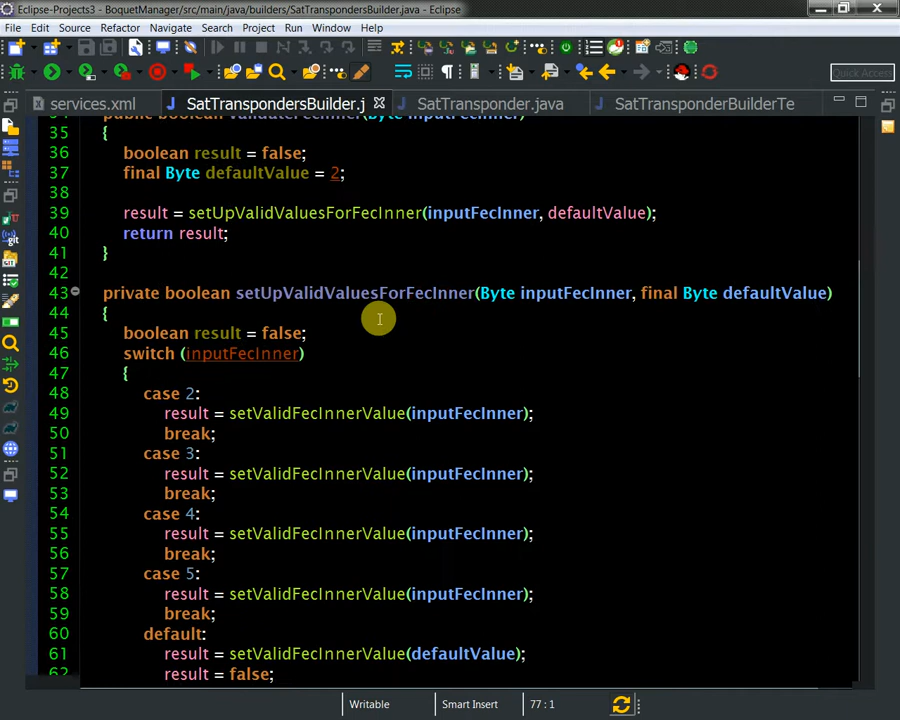 Eclipse-Projects3 - BoquetManager/src/main/java/builders/SatTranspondersBuilder.java - Eclipse
File Edit Source Refactor Navigate Search Project Run Window Help
Quick Access
services.xml SatTranspondersBuilder.j SatTransponder.java SatTransponderBuilderTe
35 {
36 boolean result = false;
37 final Byte defaultValue = 2;
38
39 result = setUpValidValuesForFecInner(inputFecInner, defaultValue);
40 return result;
41 }
42
43 private boolean setUpValidValuesForFecInner(Byte inputFecInner, final Byte defaultValue)
44 {
45 boolean result = false;
46 switch (inputFecInner)
47 {
48 case 2:
49 result = setValidFecInnerValue(inputFecInner);
50 break;
51 case 3:
52 result = setValidFecInnerValue(inputFecInner);
53 break;
54 case 4:
55 result = setValidFecInnerValue(inputFecInner);
56 break;
57 case 5:
58 result = setValidFecInnerValue(inputFecInner);
59 break;
60 default:
61 result = setValidFecInnerValue(defaultValue);
62 result = false;
Writable Smart Insert 77 : 1